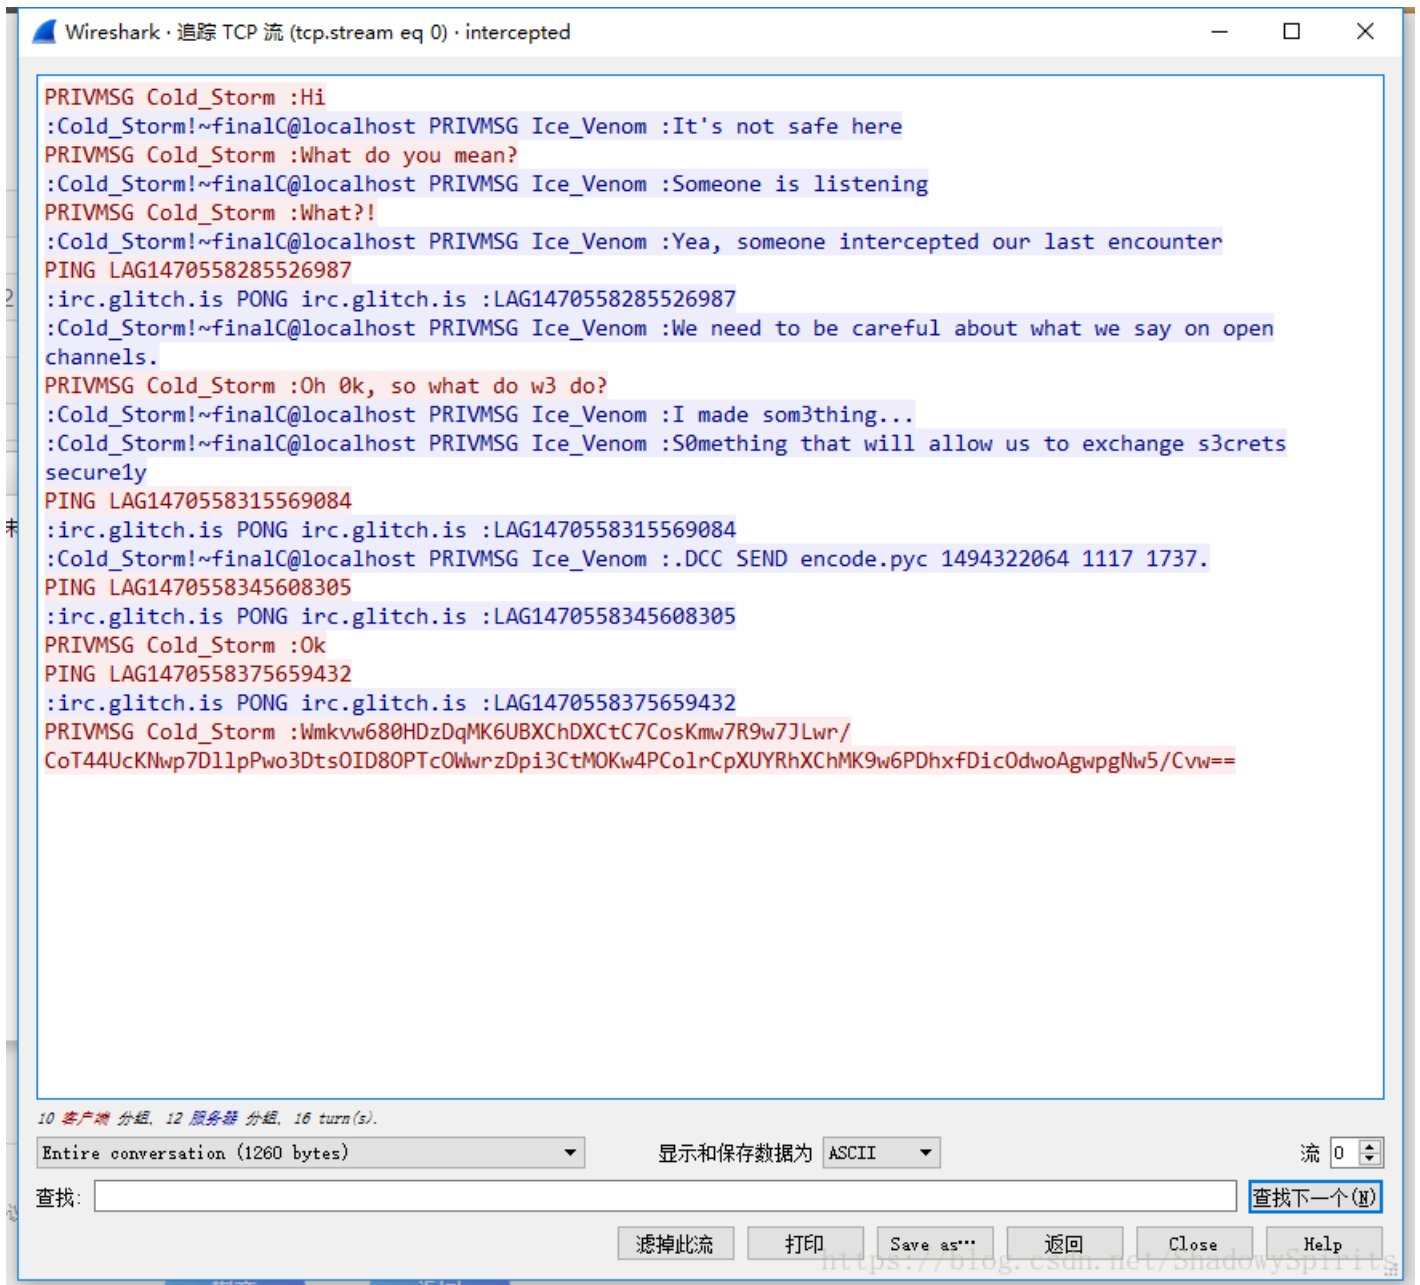 Wireshark · 追踪 TCP 流 (tcp.stream eq 0) · intercepted
PRIVMSG Cold_Storm :Hi
:Cold_Storm!~finalC@localhost PRIVMSG Ice_Venom :It's not safe here
PRIVMSG Cold_Storm :What do you mean?
:Cold_Storm!~finalC@localhost PRIVMSG Ice_Venom :Someone is listening
PRIVMSG Cold_Storm :What?!
:Cold_Storm!~finalC@localhost PRIVMSG Ice_Venom :Yea, someone intercepted our last encounter
PING LAG1470558285526987
:irc.glitch.is PONG irc.glitch.is :LAG1470558285526987
:Cold_Storm!~finalC@localhost PRIVMSG Ice_Venom :We need to be careful about what we say on open
channels.
PRIVMSG Cold_Storm :Oh 0k, so what do w3 do?
:Cold_Storm!~finalC@localhost PRIVMSG Ice_Venom :I made som3thing...
:Cold_Storm!~finalC@localhost PRIVMSG Ice_Venom :S0mething that will allow us to exchange s3crets
secure1y
PING LAG1470558315569084
:irc.glitch.is PONG irc.glitch.is :LAG1470558315569084
:Cold_Storm!~finalC@localhost PRIVMSG Ice_Venom :.DCC SEND encode.pyc 1494322064 1117 1737.
PING LAG1470558345608305
:irc.glitch.is PONG irc.glitch.is :LAG1470558345608305
PRIVMSG Cold_Storm :Ok
PING LAG1470558375659432
:irc.glitch.is PONG irc.glitch.is :LAG1470558375659432
PRIVMSG Cold_Storm :Wmkvw680HDzDqMK6UBXChDXCtC7CosKmw7R9w7JLwr/
CoT44UcKNwp7DllpPwo3DtsOID8OPTcOWwrzDpi3CtMOKw4PColrCpXUYRhXChMK9w6PDhxfDicOdwoAgwpgNw5/Cvw==
10 客户端 分组, 12 服务器 分组, 16 turn(s).
Entire conversation (1260 bytes) 显示和保存数据为 ASCII 流 0
查找: 查找下一个(N)
滤掉此流 打印 Save as… 返回 Close Help
https://blog.csdn.net/ShadowySpirits